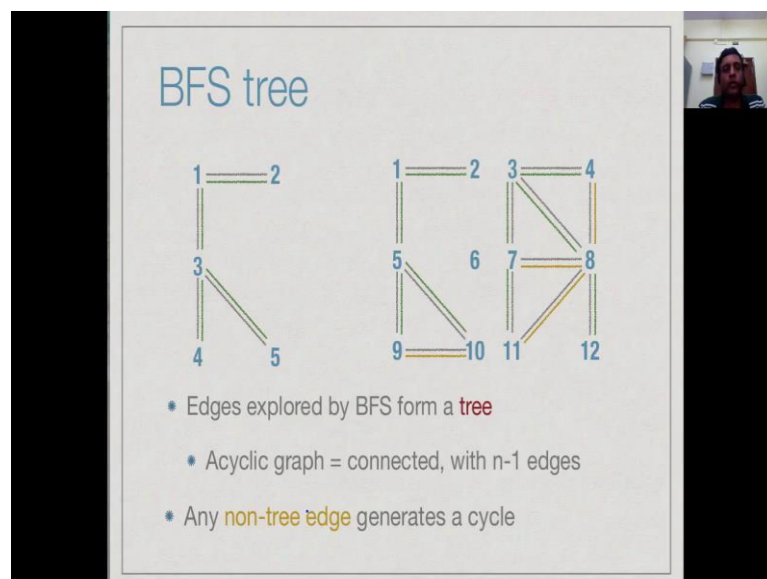 BFS tree
1 2 1 2 3 4
3 5 6 7 8
4 5 9 10 11 12
Edges explored by BFS form a tree
Acyclic graph = connected, with n-1 edges
Any non-tree edge generates a cycle